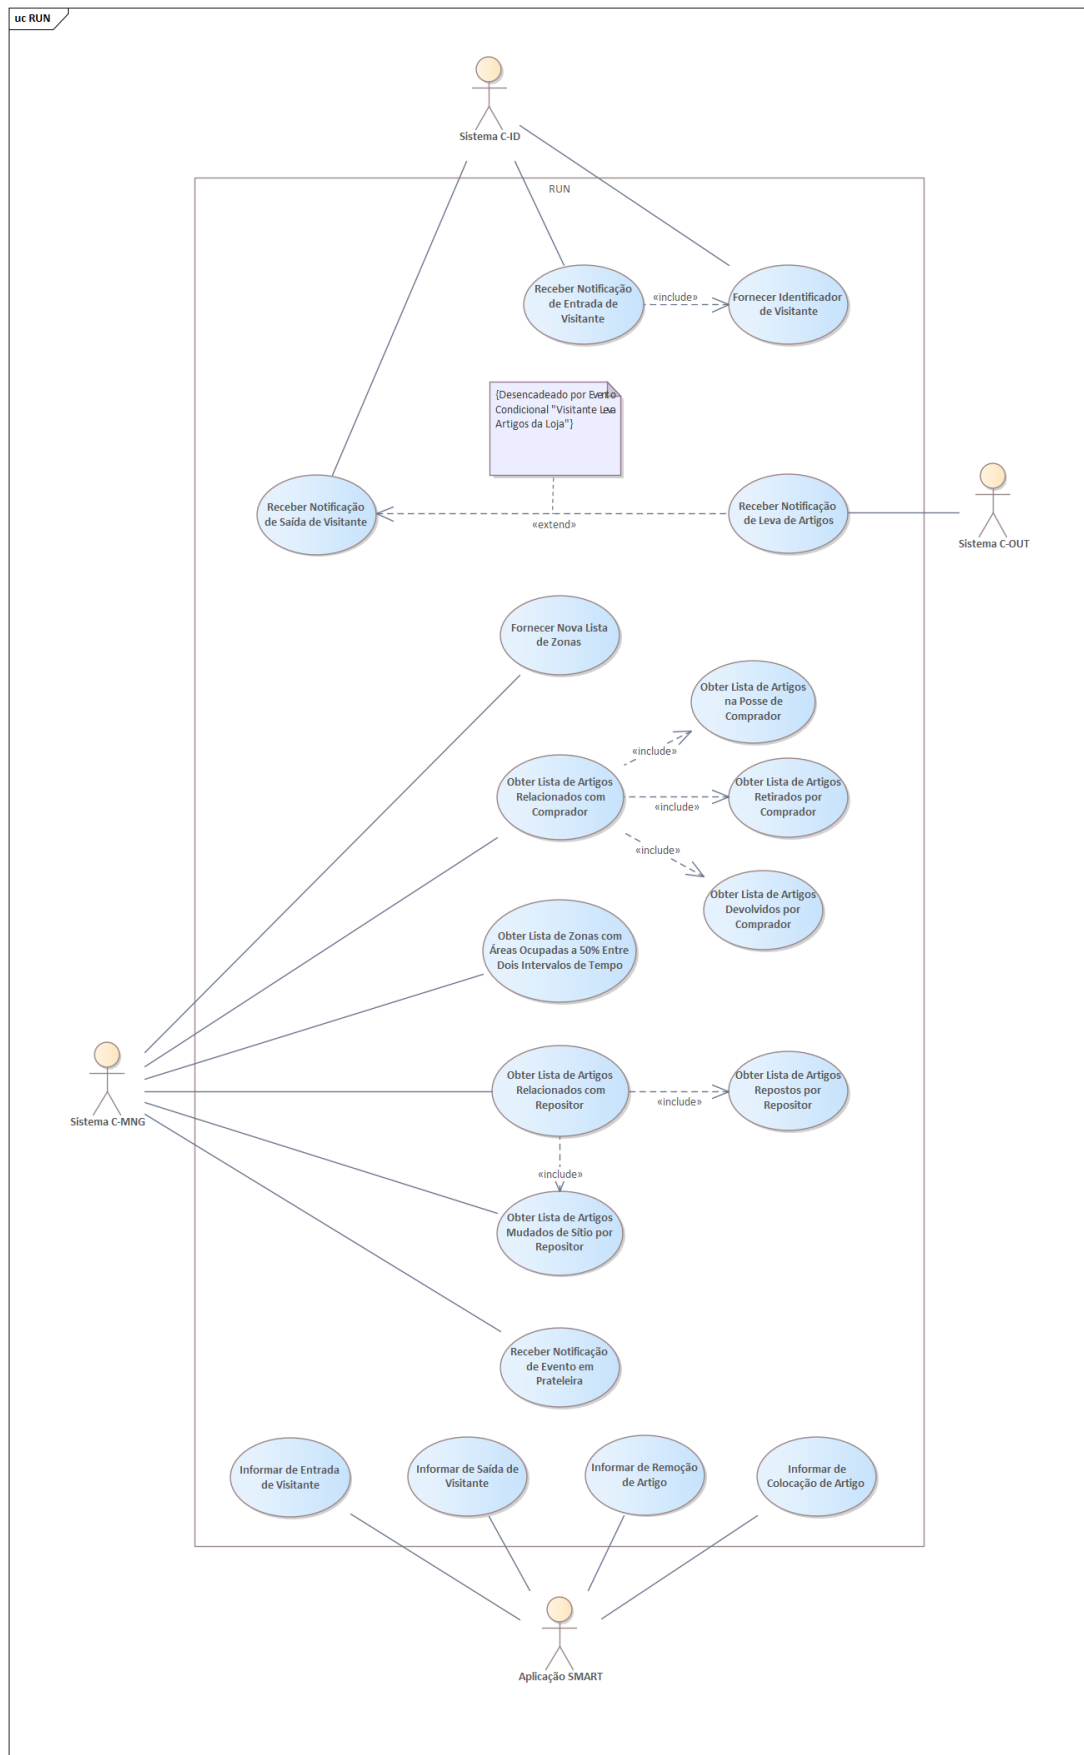 uc RUN
Sistema C-ID
RUN
Receber Notificação
de Entrada de
Visitante
«include»
Fornecer Identificador
de Visitante
{Desencadeado por Evento
Condicional "Visitante Leva
Artigos da Loja"}
Receber Notificação
de Saída de Visitante
«extend»
Receber Notificação
de Leva de Artigos
Sistema C-OUT
Fornecer Nova Lista
de Zonas
Obter Lista de Artigos
na Posse de
Comprador
«include»
Obter Lista de Artigos
Relacionados com
Comprador
«include»
Obter Lista de Artigos
Retirados por
Comprador
«include»
Obter Lista de Artigos
Devolvidos por
Comprador
Obter Lista de Zonas com
Áreas Ocupadas a 50% Entre
Dois Intervalos de Tempo
Sistema C-MNG
Obter Lista de Artigos
Relacionados com
Repositor
«include»
Obter Lista de Artigos
Repostos por
Repositor
«include»
Obter Lista de Artigos
Mudados de Sítio por
Repositor
Receber Notificação
de Evento em
Prateleira
Informar de Entrada
de Visitante
Informar de Saída de
Visitante
Informar de Remoção
de Artigo
Informar de
Colocação de Artigo
Aplicação SMART